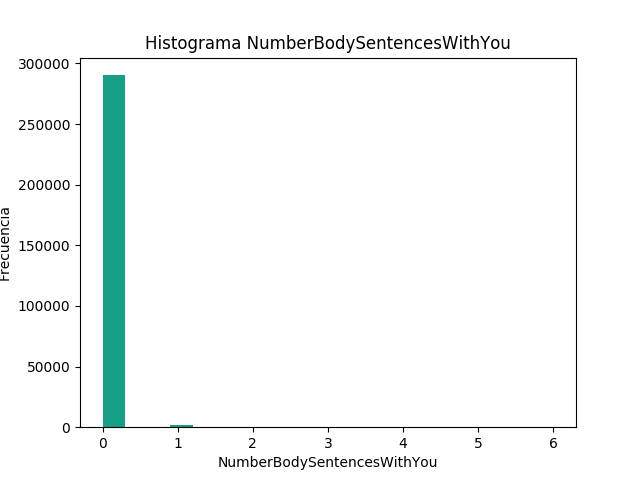 Histograma NumberBodySentencesWithYou
300000
250000
200000
150000
100000
50000
0
Frecuencia
0 1 2 3 4 5 6
NumberBodySentencesWithYou